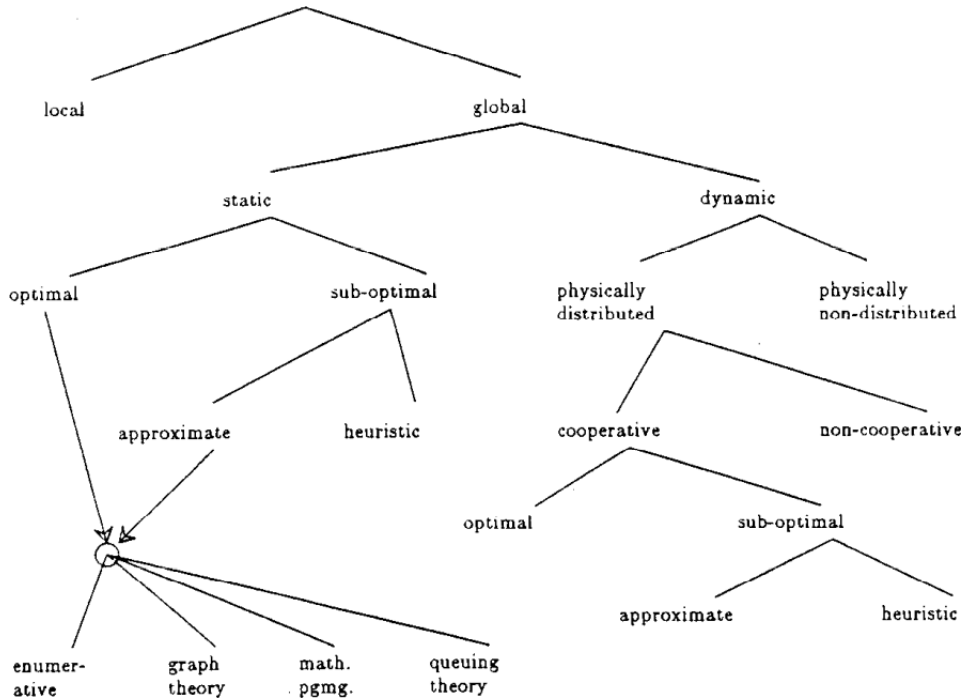 local
global
static
dynamic
optimal
sub-optimal
physically
distributed
physically
non-distributed
approximate
heuristic
cooperative
non-cooperative
optimal
sub-optimal
approximate
heuristic
enumer-
ative
graph
theory
math.
pgmg.
queuing
theory